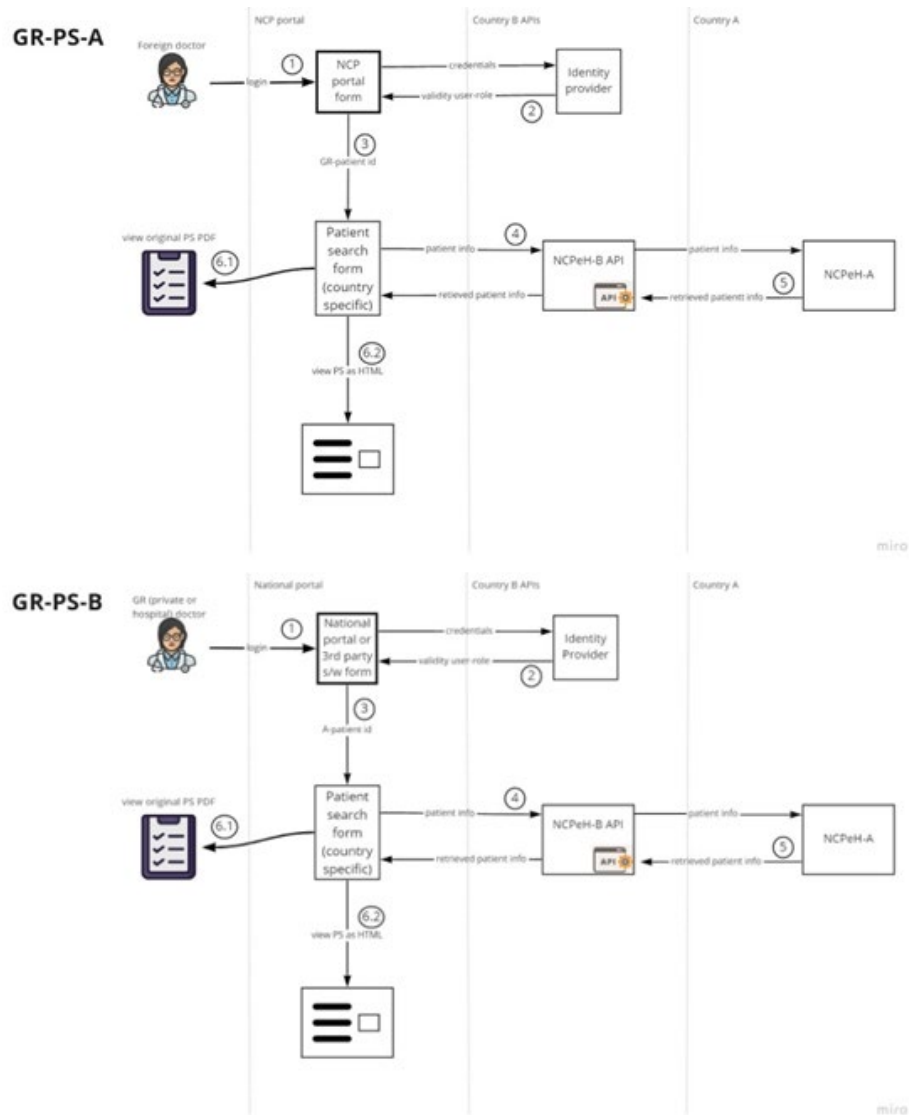 NCP portal
Country B APIs
Country A
GR-PS-A
Foreign doctor
1
login
NCP
portal
form
credentials
validity user-role
2
Identity
provider
3
GR-patient id
view original PS PDF
6.1
Patient
search
form
(country
specific)
patient info
4
retieved patient info
NCPeH-B API
API
patient info
5
retrieved patientt info
NCPeH-A
6.2
view PS as HTML
miro
National portal
Country B APIs
Country A
GR-PS-B
GR (private or
hospital) doctor
1
login
National
portal or
3rd party
s/w form
credentials
validity user-role
2
Identity
Provider
3
A-patient id
view original PS PDF
6.1
Patient
search
form
(country
specific)
patient info
4
retrieved patient info
NCPeH-B API
API
patient info
5
retrieved patient info
NCPeH-A
6.2
view PS as HTML
miro